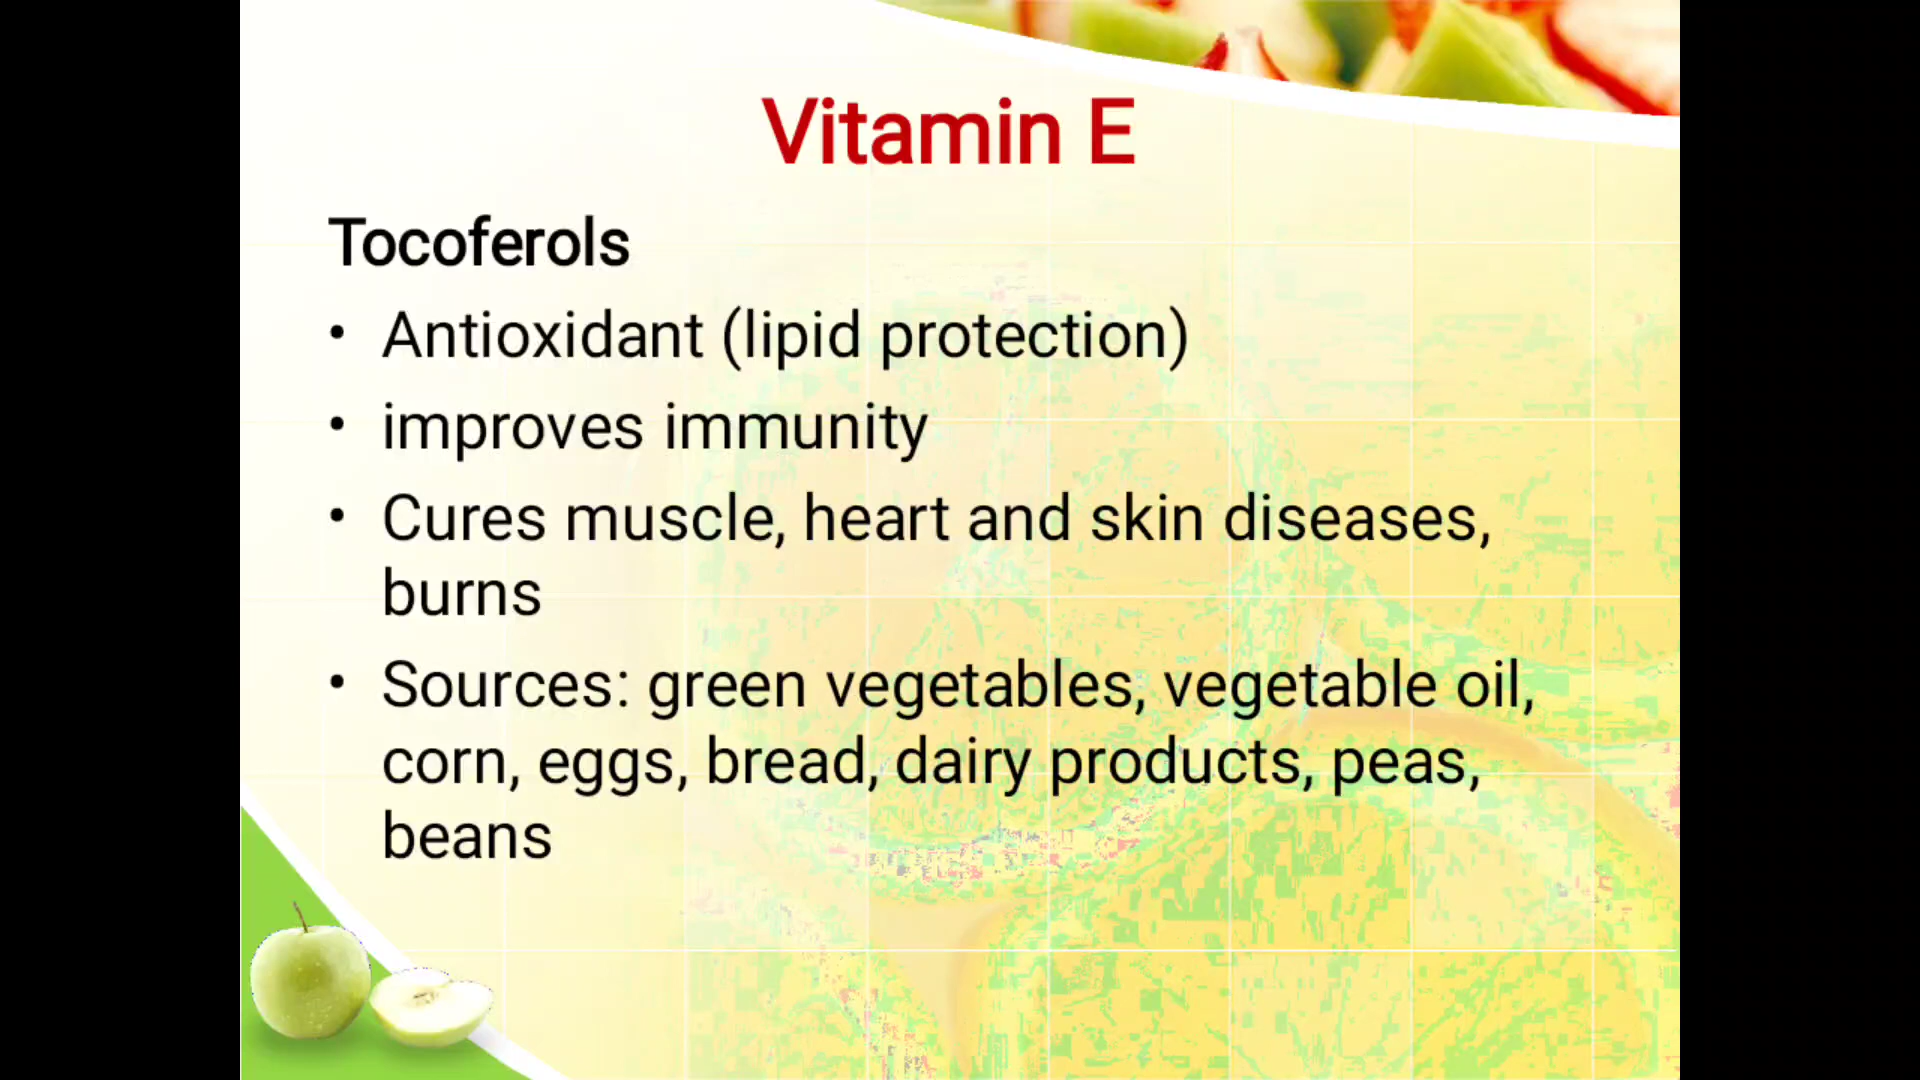 Vitamin E
Tocoferols
• Antioxidant (lipid protection)
• improves immunity
• Cures muscle, heart and skin diseases,
burns
• Sources: green vegetables, vegetable oil,
corn, eggs, bread, dairy products, peas,
beans